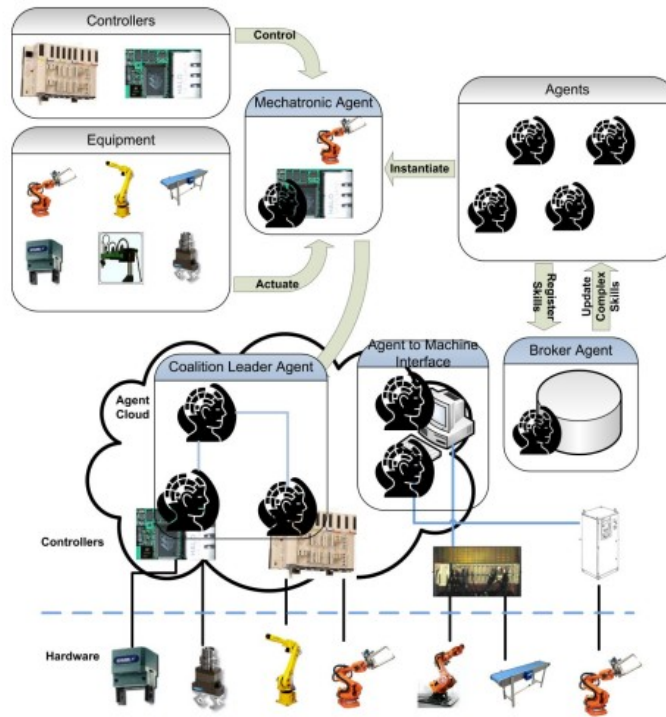 Controllers
Control
Mechatronic Agent
Agents
Equipment
Instantiate
Actuate
Register
Skills
Update
Complex
Skills
Coalition Leader Agent
Agent to Machine
Interface
Broker Agent
Agent
Cloud
Controllers
Hardware